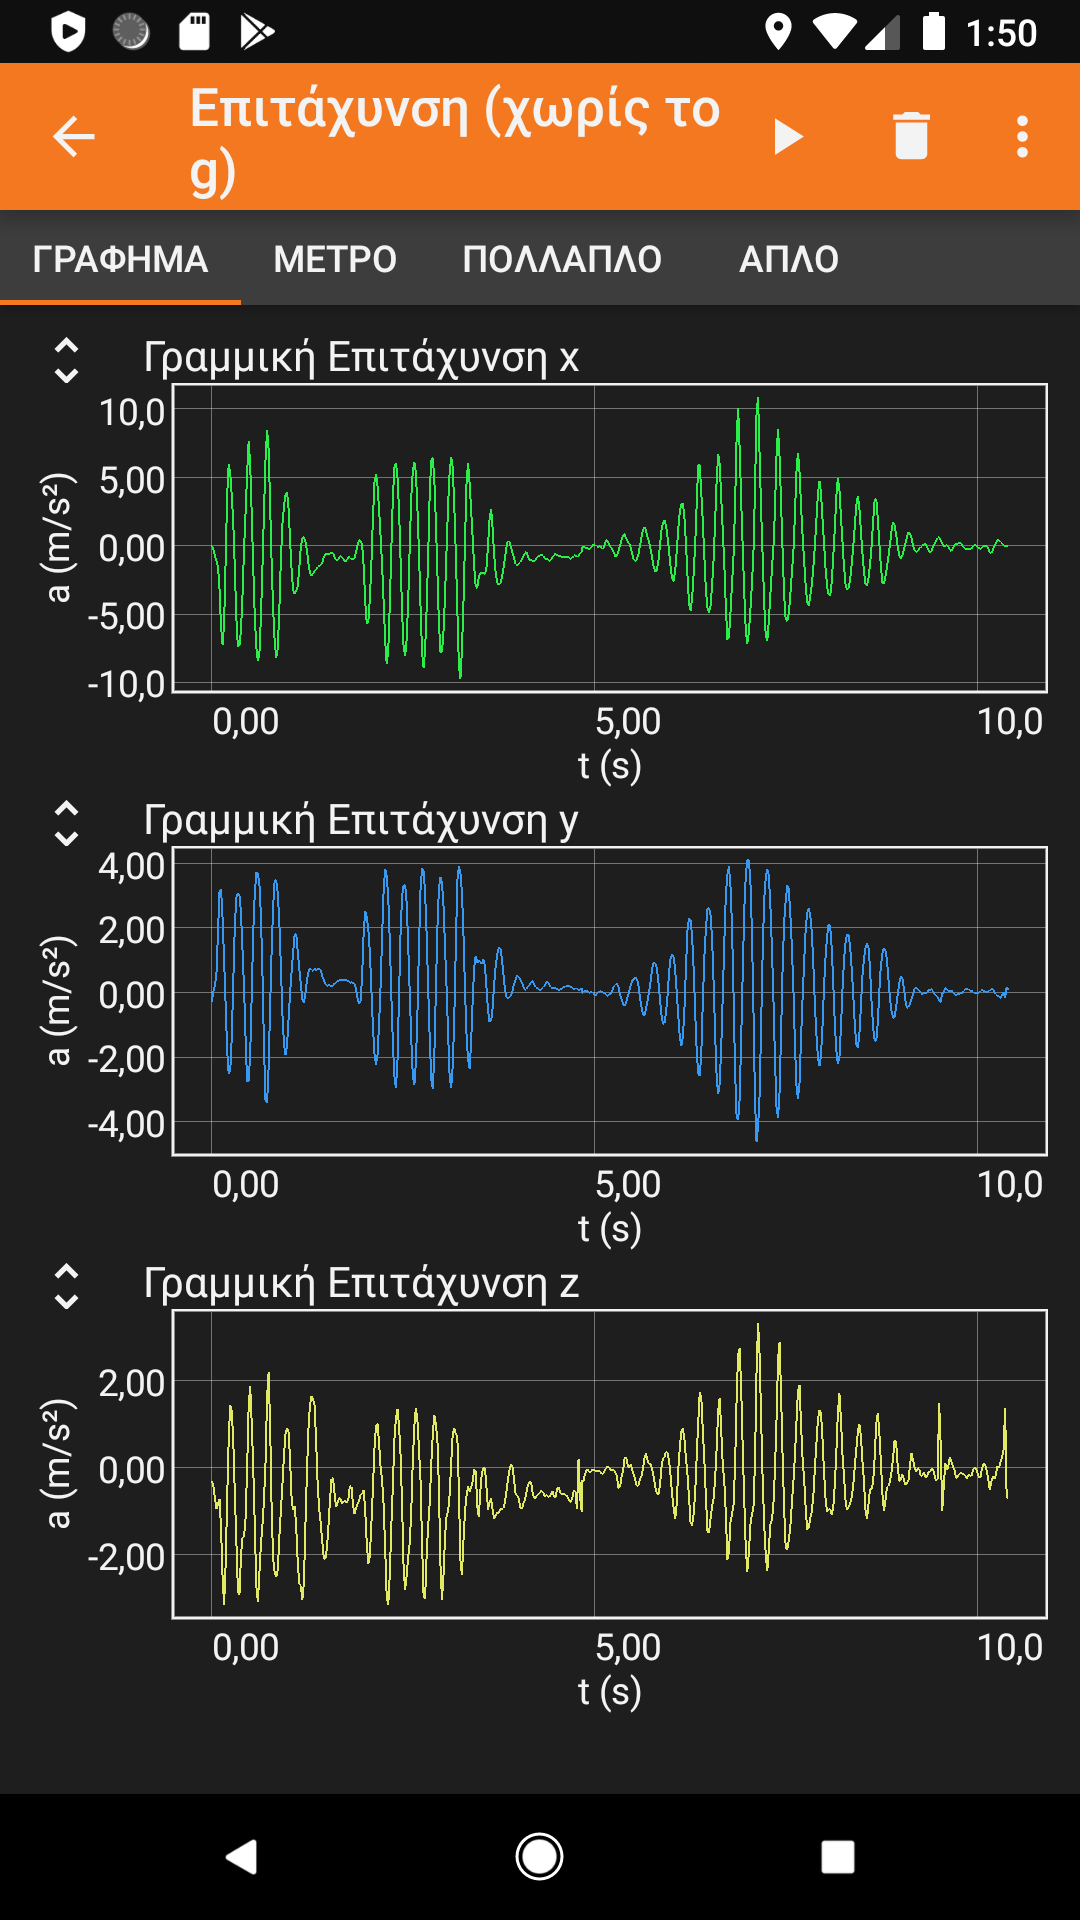 1:50
Επιτάχυνση (χωρίς το
g)
ΓΡΑΦΗΜΑ ΜΕΤΡΟ ΠΟΛΛΑΠΛΟ ΑΠΛΟ
Γραμμική Επιτάχυνση x
10,0
5,00
0,00
-5,00
-10,0
a (m/s²)
0,00 5,00 10,0
t (s)
Γραμμική Επιτάχυνση y
4,00
2,00
0,00
-2,00
-4,00
a (m/s²)
0,00 5,00 10,0
t (s)
Γραμμική Επιτάχυνση z
2,00
0,00
-2,00
a (m/s²)
0,00 5,00 10,0
t (s)